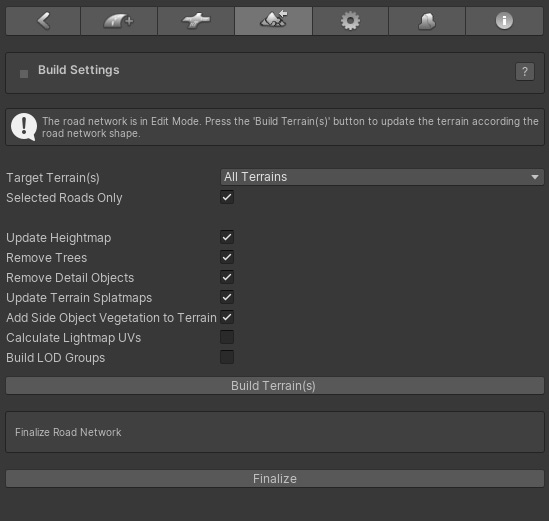 Build Settings
?
The road network is in Edit Mode. Press the 'Build Terrain(s)' button to update the terrain according the
road network shape.
Target Terrain(s) All Terrains
Selected Roads Only
Update Heightmap
Remove Trees
Remove Detail Objects
Update Terrain Splatmaps
Add Side Object Vegetation to Terrain
Calculate Lightmap UVs
Build LOD Groups
Build Terrain(s)
Finalize Road Network
Finalize